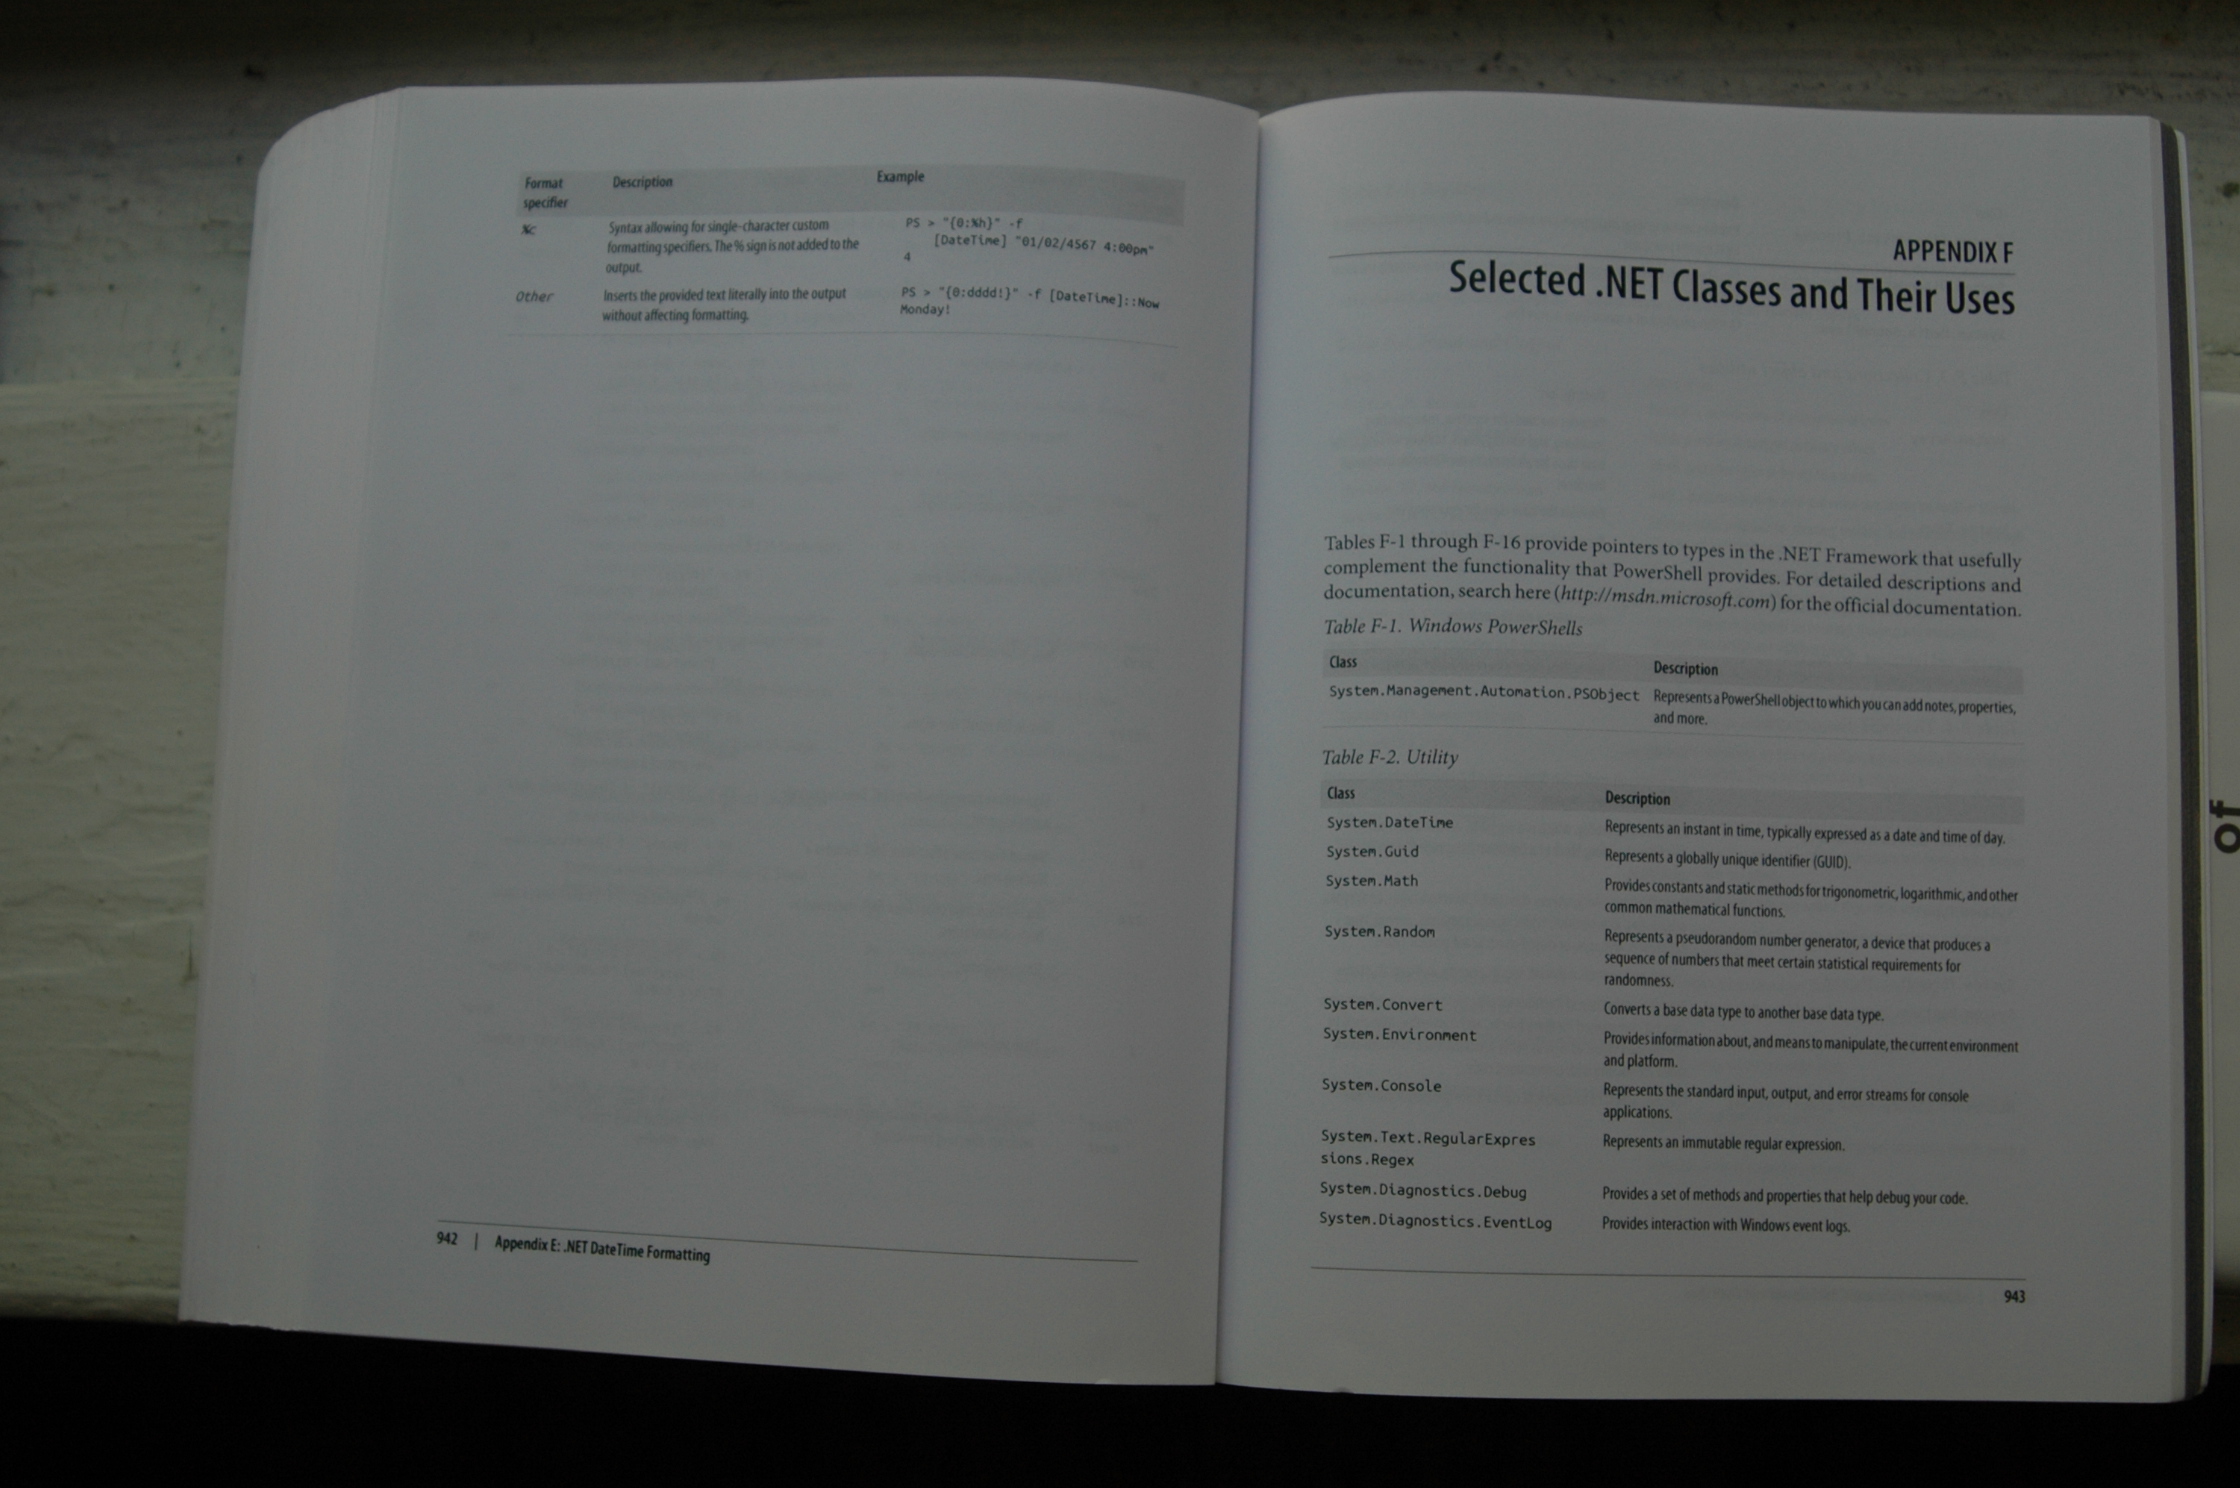 Format
specifier
Description
Example
%c
Syntax allowing for single-character custom
formatting specifiers. The % sign is not added to the
output.
PS > "{0:%h}" -f
[DateTime] "01/02/4567 4:00pm"
4
Other
Inserts the provided text literally into the output
without affecting formatting.
PS > "{0:dddd!}" -f [DateTime]::Now
Monday!
942 | Appendix E: .NET DateTime Formatting
APPENDIX F
Selected .NET Classes and Their Uses
Tables F-1 through F-16 provide pointers to types in the .NET Framework that usefully
complement the functionality that PowerShell provides. For detailed descriptions and
documentation, search here (http://msdn.microsoft.com) for the official documentation.
Table F-1. Windows PowerShells
Class Description
System.Management.Automation.PSObject Represents a PowerShell object to which you can add notes, properties,
and more.
Table F-2. Utility
Class Description
System.DateTime Represents an instant in time, typically expressed as a date and time of day.
System.Guid Represents a globally unique identifier (GUID).
System.Math Provides constants and static methods for trigonometric, logarithmic, and other
common mathematical functions.
System.Random Represents a pseudorandom number generator, a device that produces a
sequence of numbers that meet certain statistical requirements for
randomness.
System.Convert Converts a base data type to another base data type.
System.Environment Provides information about, and means to manipulate, the current environment
and platform.
System.Console Represents the standard input, output, and error streams for console
applications.
System.Text.RegularExpres Represents an immutable regular expression.
sions.Regex
System.Diagnostics.Debug Provides a set of methods and properties that help debug your code.
System.Diagnostics.EventLog Provides interaction with Windows event logs.
943
of